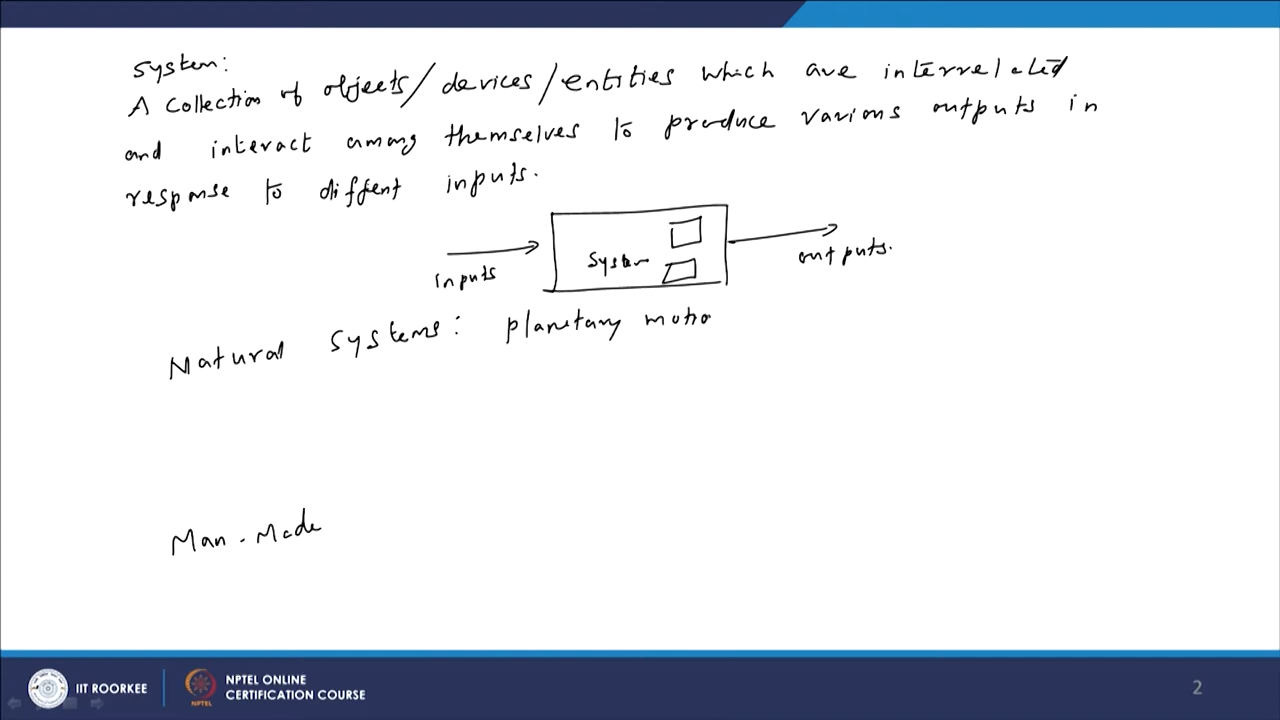 System:
A collection of objects/devices/entities which are interrelated
and interact among themselves to produce various outputs in
response to diffent inputs.
inputs
System
outputs.
Natural Systems: planetary motio
Man-Made
IIT ROORKEE
NPTEL
NPTEL ONLINE
CERTIFICATION COURSE
2